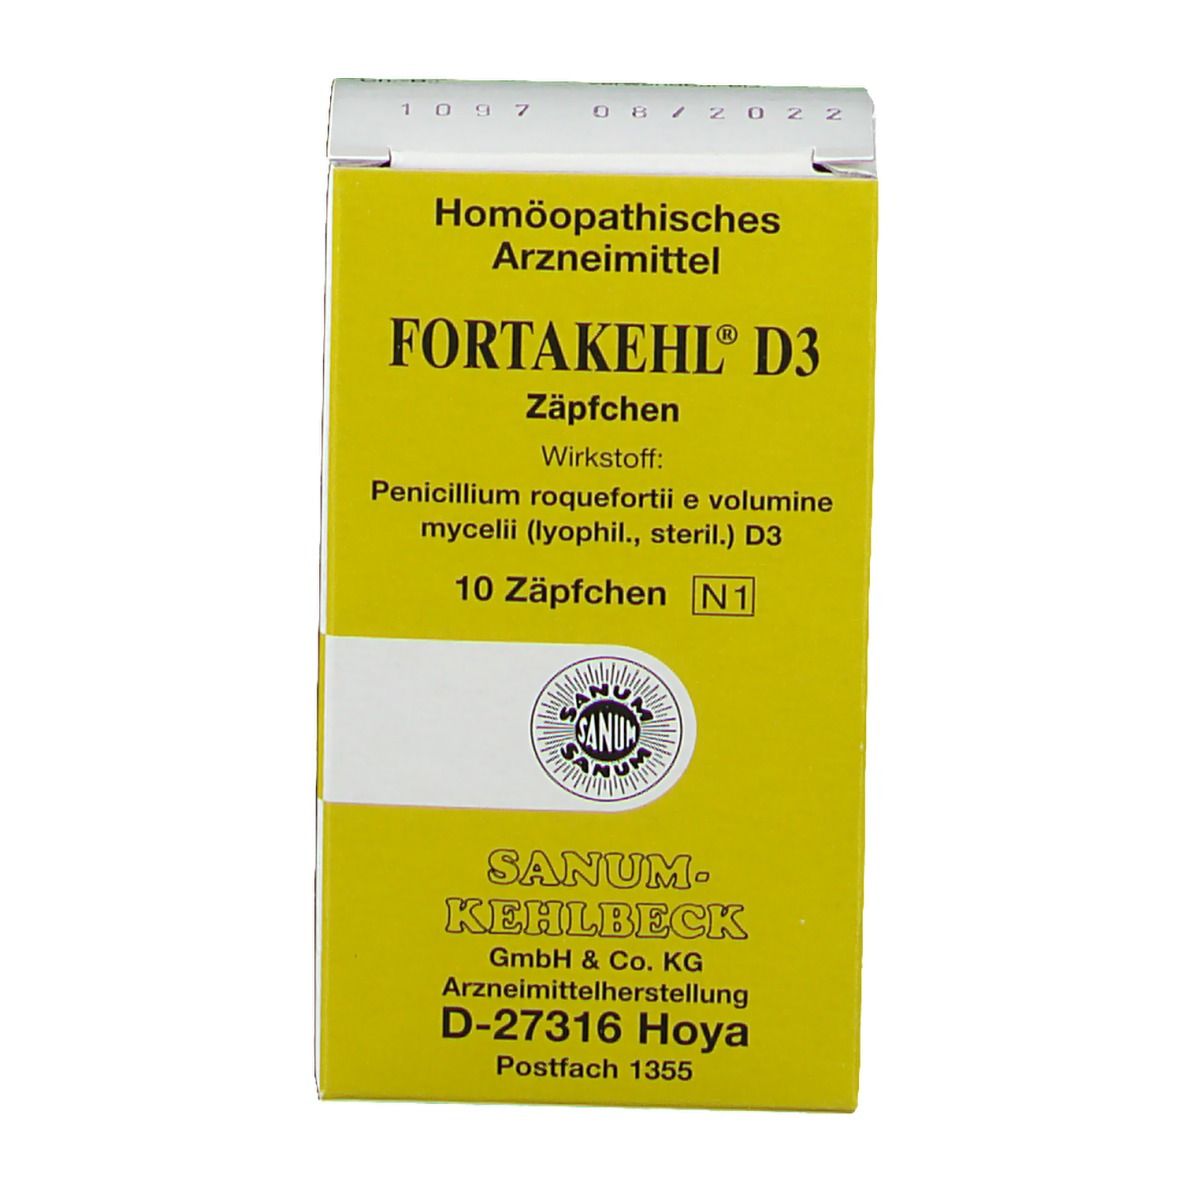 1097 08/2022
Homöopathisches
Arzneimittel
FORTAKEHL® D3
Zäpfchen
Wirkstoff:
Penicillium roquefortii e volumine
mycelii (lyophil., steril.) D3
10 Zäpfchen N1
SANUM
SANUM
SANUM
SANUM-
KEHLBECK
GmbH & Co. KG
Arzneimittelherstellung
D-27316 Hoya
Postfach 1355